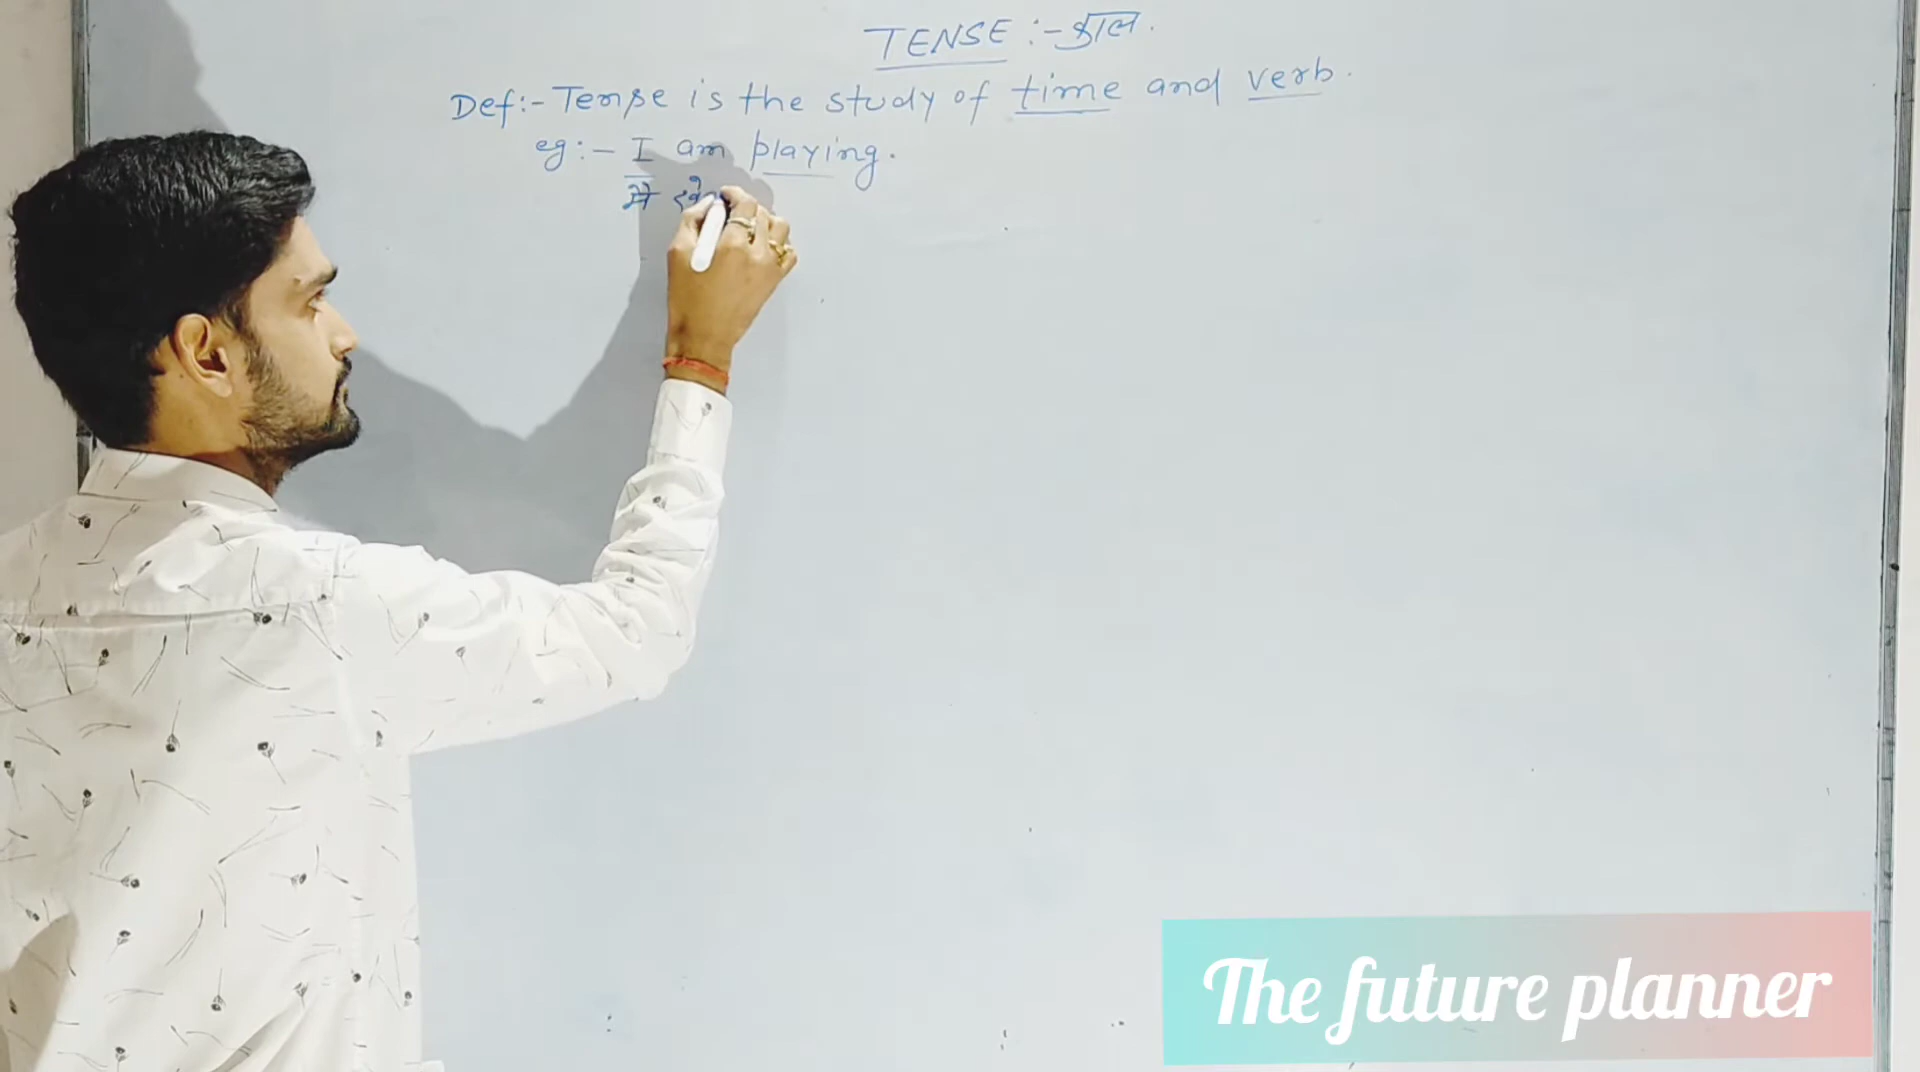 TENSE :- काल.
Def:- Tense is the study of time and verb.
eg:- I am playing.
मैं
The future planner